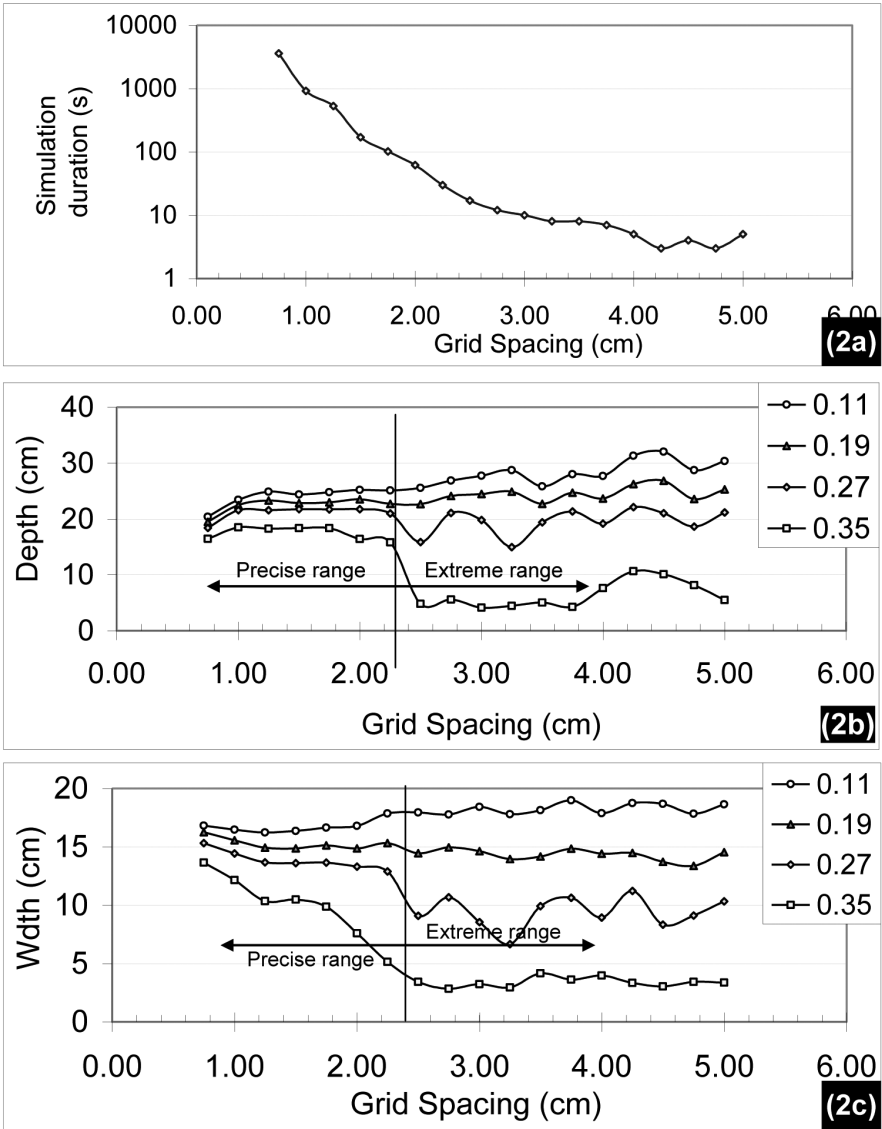 10000
1000
100
10
1
Simulation
duration (s)
0.00 1.00 2.00 3.00 4.00 5.00 6.00
Grid Spacing (cm)
(2a)
40
30
20
10
0
Depth (cm)
0.11
0.19
0.27
0.35
Precise range
Extreme range
0.00 1.00 2.00 3.00 4.00 5.00 6.00
Grid Spacing (cm)
(2b)
20
15
10
5
0
Wdth (cm)
0.11
0.19
0.27
0.35
Extreme range
Precise range
0.00 1.00 2.00 3.00 4.00 5.00 6.00
Grid Spacing (cm)
(2c)